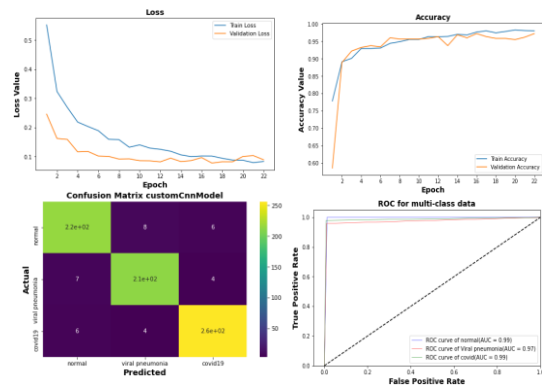 Loss
Train Loss
Validation Loss
0.5
0.4
0.3
0.2
0.1
Loss Value
2 4 6 8 10 12 14 16 18 20 22
Epoch
Accuracy
1.00
0.95
0.90
0.85
0.80
0.75
0.70
0.65
0.60
Accuracy Value
Train Accuracy
Validation Accuracy
2 4 6 8 10 12 14 16 18 20 22
Epoch
Confusion Matrix customCnnModel
Actual
normal
viral pneumonia
covid19
2.2e+02 8 6
7 2.1e+02 4
6 4 2.6e+02
normal viral pneumonia covid19
Predicted
250
200
150
100
50
ROC for multi-class data
True Positive Rate
1.0
0.8
0.6
0.4
0.2
0.0
ROC curve of normal(AUC = 0.99)
ROC curve of Viral pneumonia(AUC = 0.97)
ROC curve of covid(AUC = 0.99)
0.0 0.2 0.4 0.6 0.8 1.0
False Positive Rate